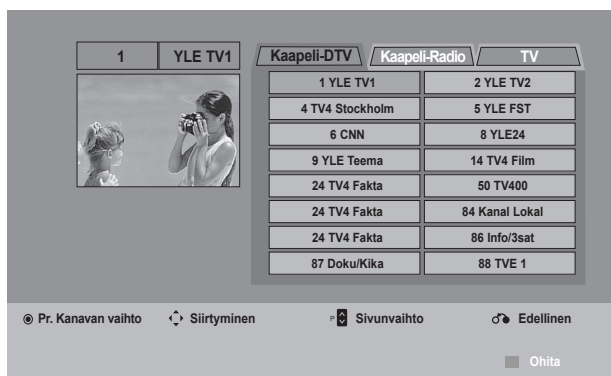 1 YLE TV1
Kaapeli-DTV Kaapeli-Radio TV
1 YLE TV1 2 YLE TV2
4 TV4 Stockholm 5 YLE FST
6 CNN 8 YLE24
9 YLE Teema 14 TV4 Film
24 TV4 Fakta 50 TV400
24 TV4 Fakta 84 Kanal Lokal
24 TV4 Fakta 86 Info/3sat
87 Doku/Kika 88 TVE 1
Pr. Kanavan vaihto Siirtyminen P Sivunvaihto Edellinen
Ohita